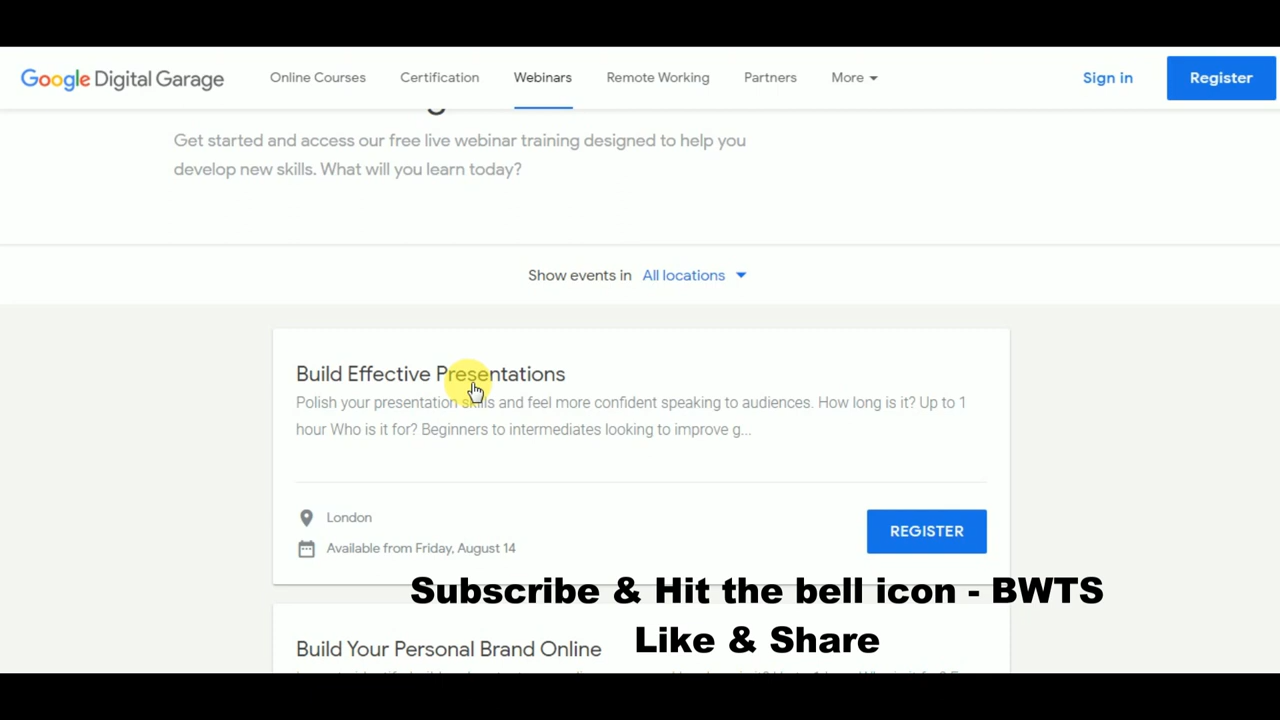 Google Digital Garage
Online Courses
Certification
Webinars
Remote Working
Partners
More
Sign in
Register
Get started and access our free live webinar training designed to help you
develop new skills. What will you learn today?
Show events in All locations
Build Effective Presentations
Polish your presentation skills and feel more confident speaking to audiences. How long is it? Up to 1
hour Who is it for? Beginners to intermediates looking to improve g...
London
Available from Friday, August 14
REGISTER
Subscribe & Hit the bell icon - BWTS
Like & Share
Build Your Personal Brand Online